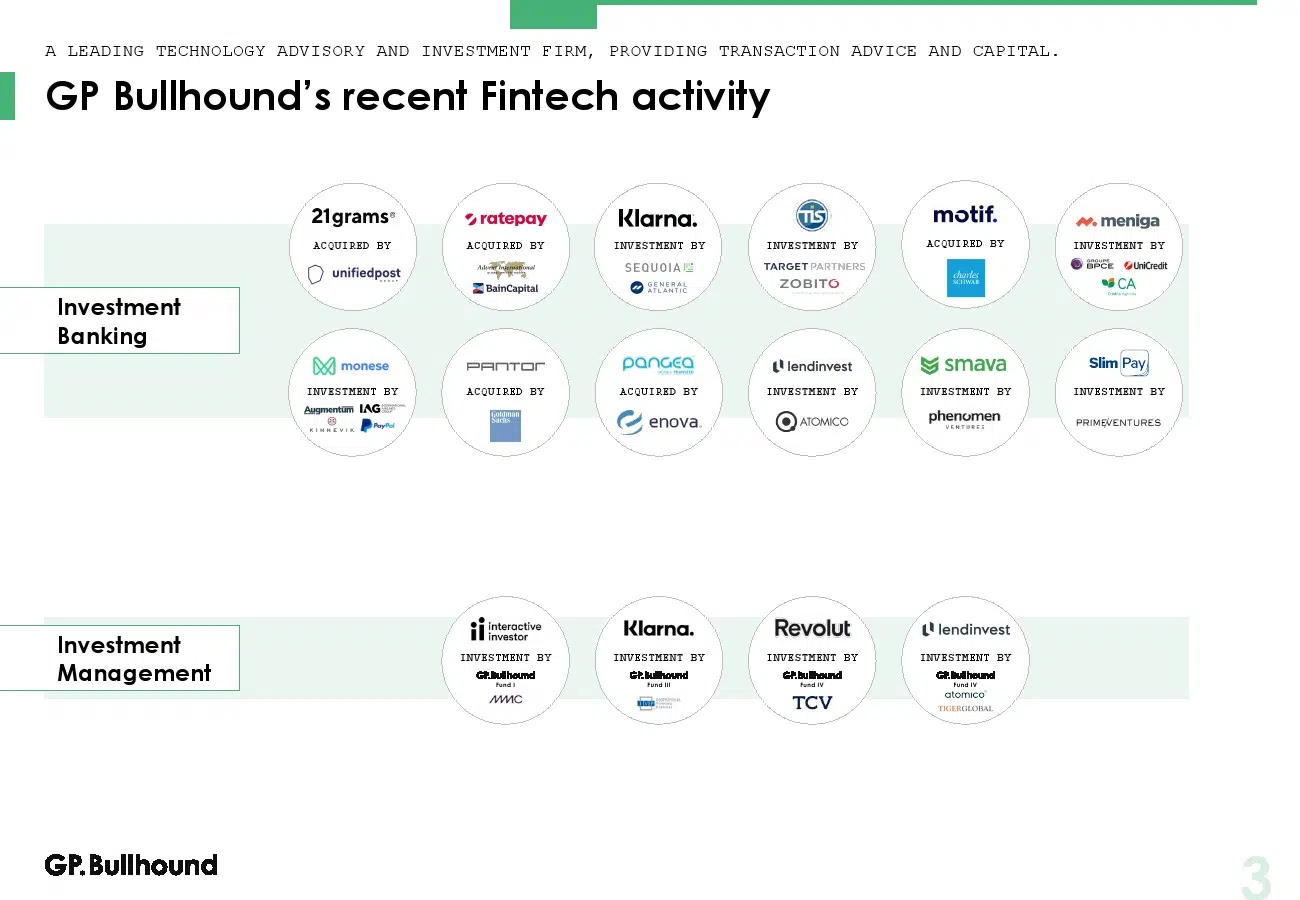 A LEADING TECHNOLOGY ADVISORY AND INVESTMENT FIRM, PROVIDING TRANSACTION ADVICE AND CAPITAL.
GP Bullhound’s recent Fintech activity
Investment
Banking
21grams®
ACQUIRED BY
unifiedpost
GROUP
ratepay
ACQUIRED BY
Advent International
BainCapital
Klarna.
INVESTMENT BY
SEQUOIA
GENERAL
ATLANTIC
TIS
INVESTMENT BY
TARGET PARTNERS
ZOBITO
motif.
ACQUIRED BY
charles
SCHWAB
meniga
INVESTMENT BY
GROUPE
BPCE
UniCredit
CA
monese
INVESTMENT BY
Augmentum
IAG
KINNEVIK
PayPal
PANTOR
ACQUIRED BY
Goldman
Sachs
PANGEA
MONEY TRANSFER
ACQUIRED BY
enova
lendinvest
INVESTMENT BY
ATOMICO
smava
INVESTMENT BY
phenomen
VENTURES
Slim Pay
INVESTMENT BY
PRIME/VENTURES
Investment
Management
interactive
investor
INVESTMENT BY
GP.Bullhound
Fund I
MMC
Klarna.
INVESTMENT BY
GP.Bullhound
Fund III
Revolut
INVESTMENT BY
GP.Bullhound
Fund IV
TCV
lendinvest
INVESTMENT BY
GP.Bullhound
Fund IV
atomico
TIGERGLOBAL
GP.Bullhound
3